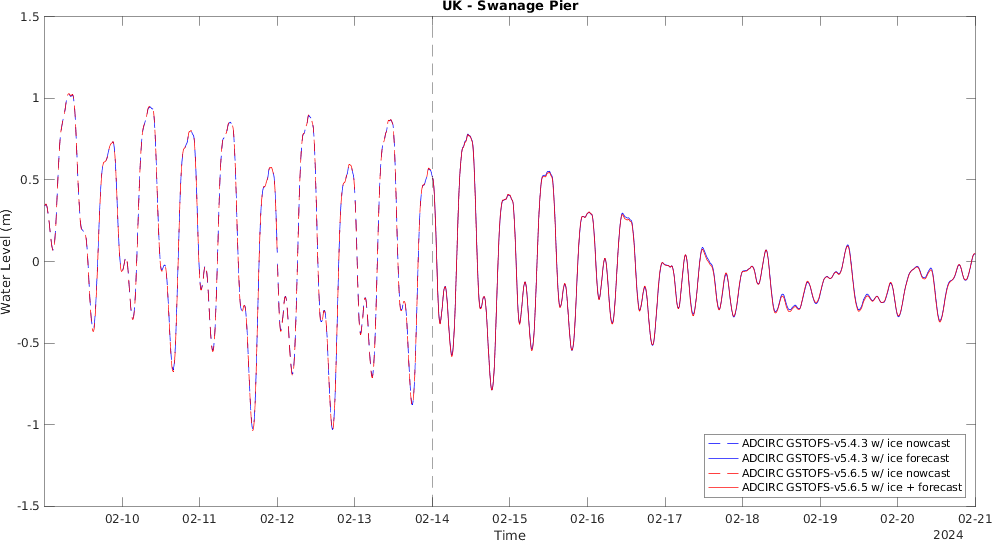 UK - Swanage Pier
1.5
1
0.5
0
-0.5
-1
-1.5
Water Level (m)
02-10 02-11 02-12 02-13 02-14 02-15 02-16 02-17 02-18 02-19 02-20 02-21
Time
2024
ADCIRC GSTOFS-v5.4.3 w/ ice nowcast
ADCIRC GSTOFS-v5.4.3 w/ ice forecast
ADCIRC GSTOFS-v5.6.5 w/ ice nowcast
ADCIRC GSTOFS-v5.6.5 w/ ice + forecast